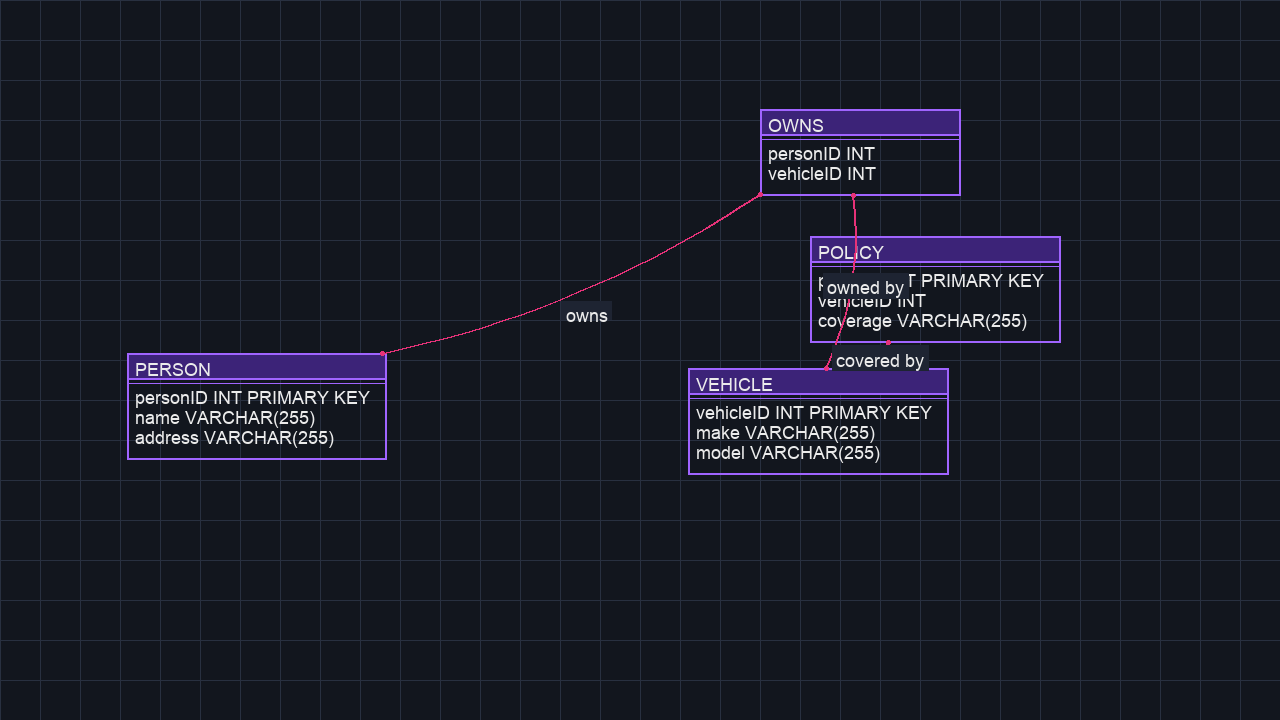 OWNS
personID INT
vehicleID INT
POLICY
PRIMARY KEY
owned by
vehicleID INT
coverage VARCHAR(255)
owns
covered by
PERSON
personID INT PRIMARY KEY
name VARCHAR(255)
address VARCHAR(255)
VEHICLE
vehicleID INT PRIMARY KEY
make VARCHAR(255)
model VARCHAR(255)